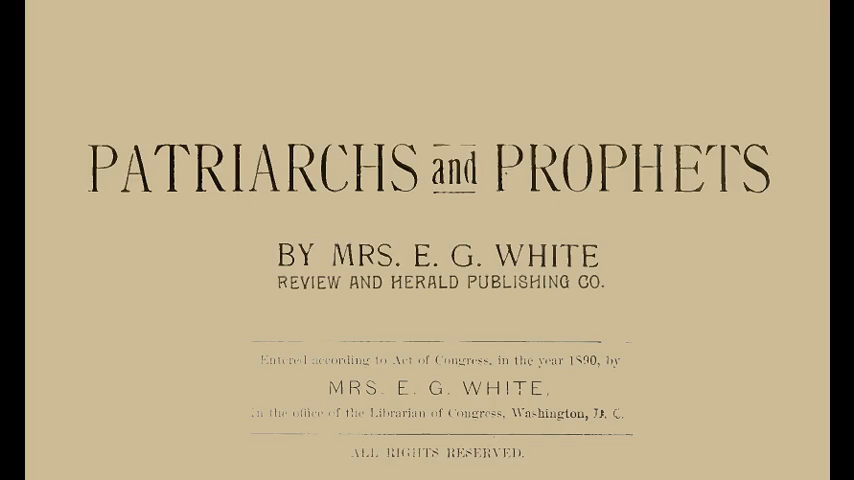 PATRIARCHS and PROPHETS
BY MRS. E. G. WHITE
REVIEW AND HERALD PUBLISHING CO.
Entered according to Act of Congress, in the year 1890, by
MRS. E. G. WHITE,
In the office of the Librarian of Congress, Washington, D. C.
ALL RIGHTS RESERVED.